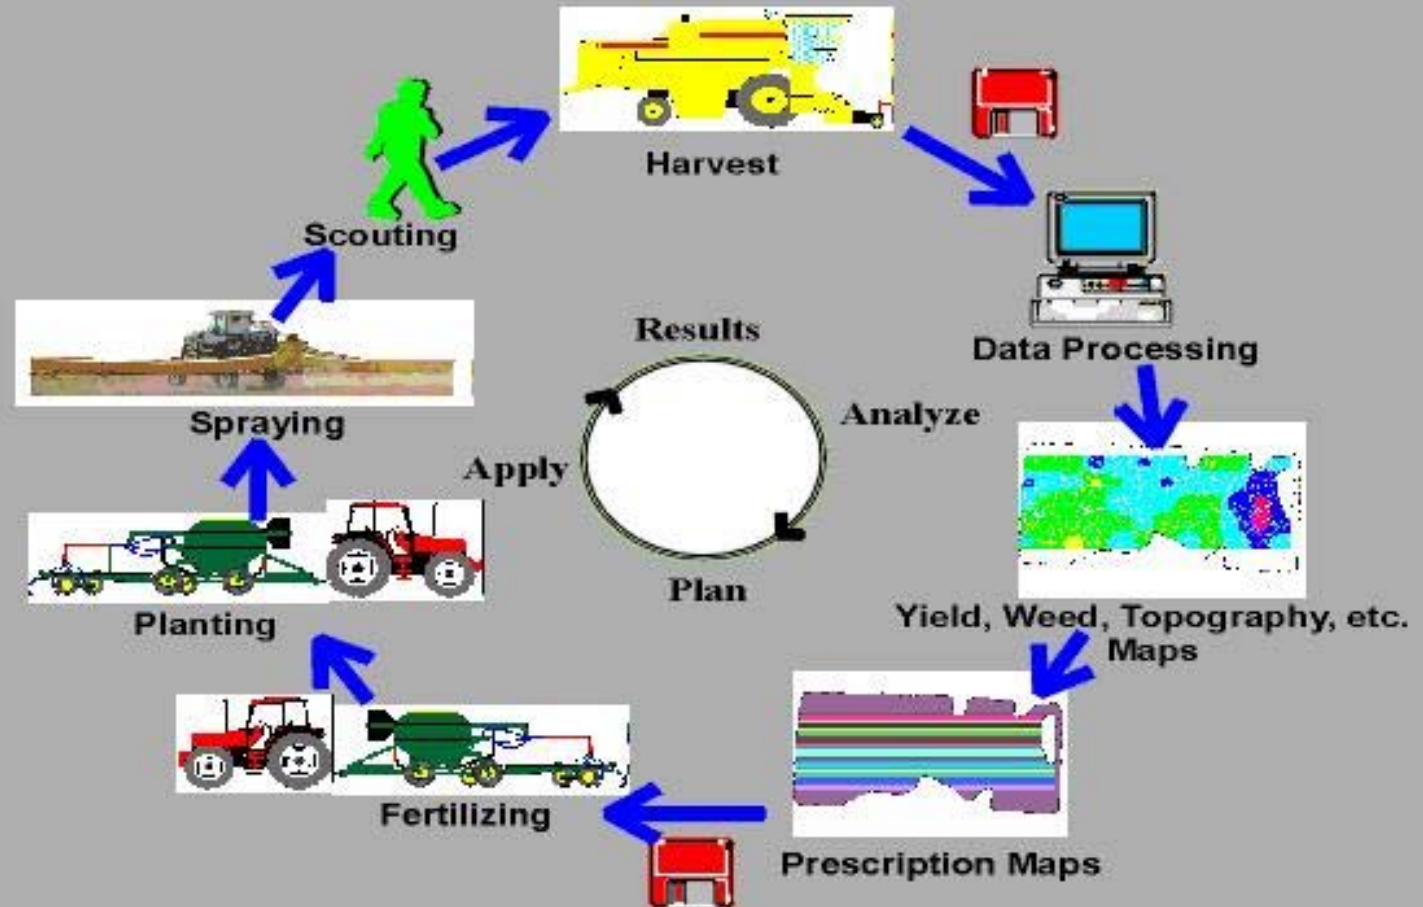 Harvest
Scouting
Results
Data Processing
Analyze
Spraying
Apply
Plan
Yield, Weed, Topography, etc.
Maps
Planting
Fertilizing
Prescription Maps